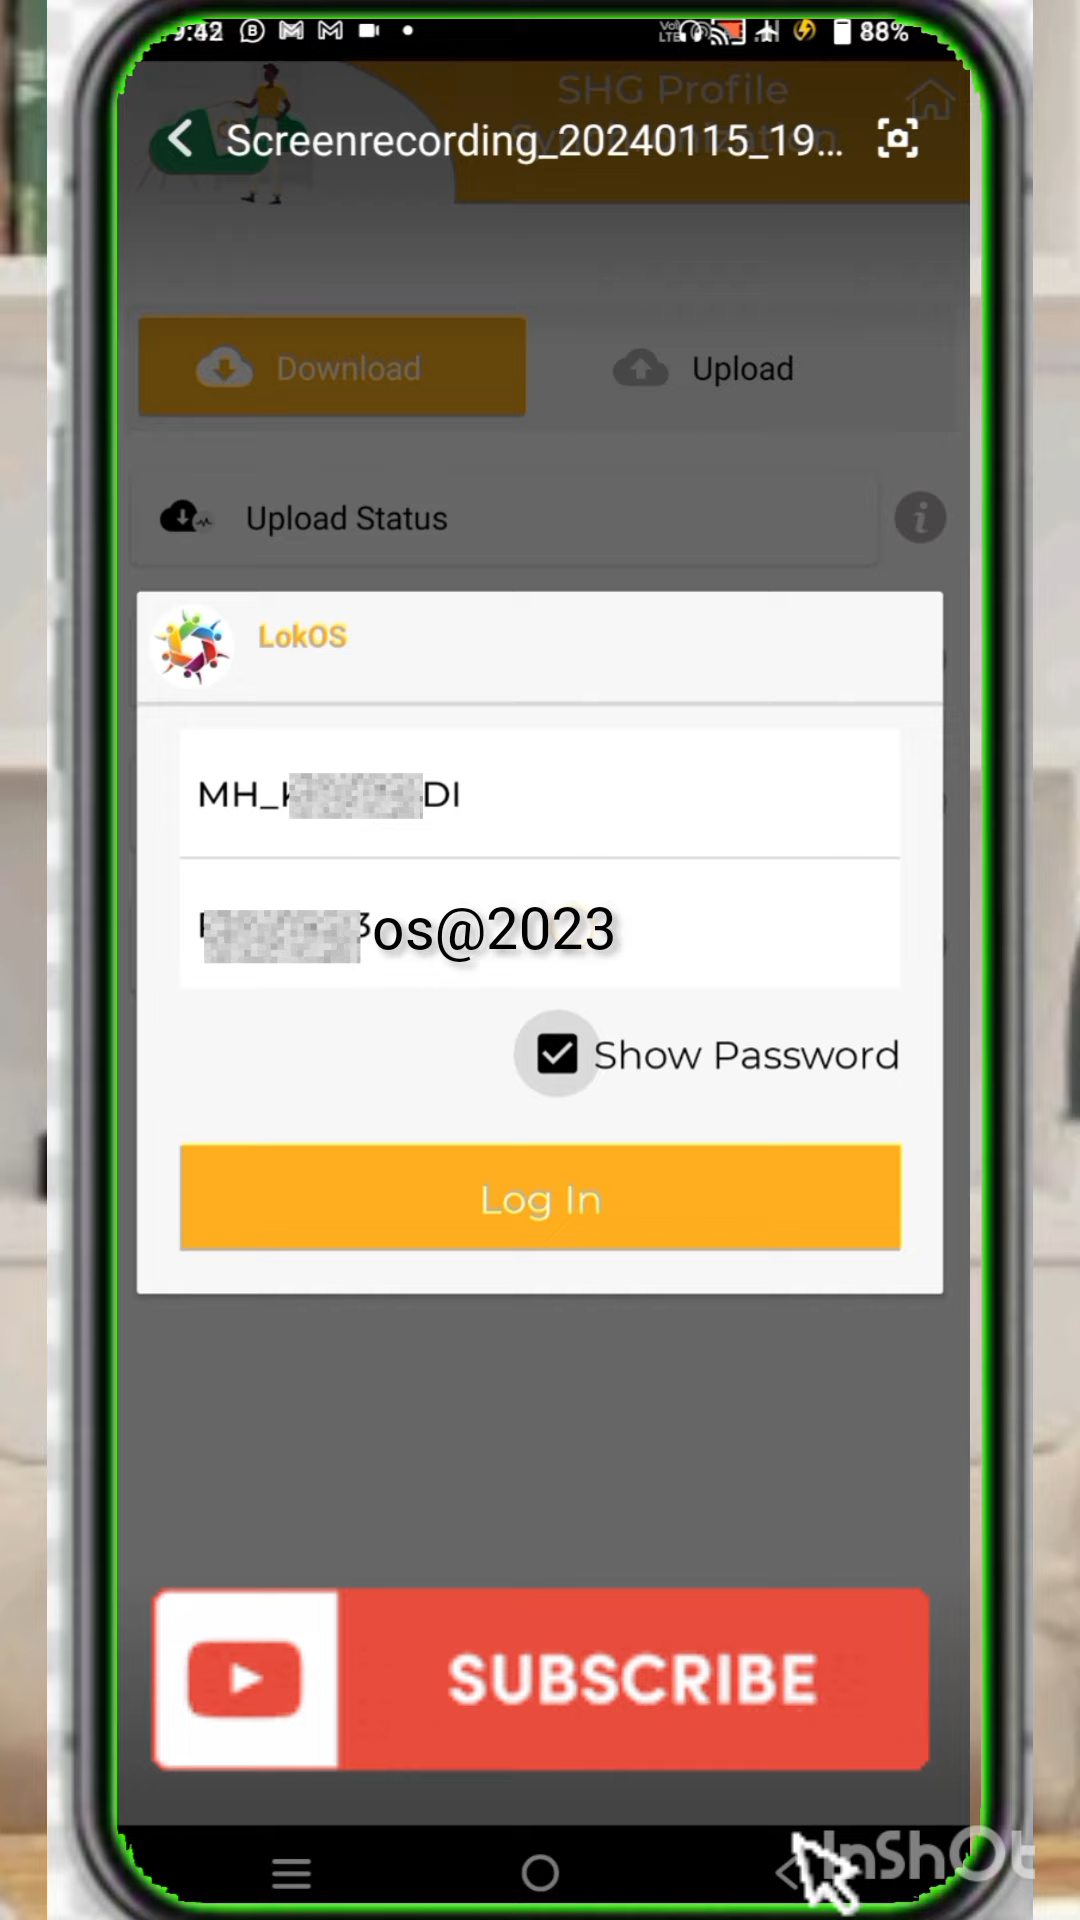 9:42
88%
SHG Profile
Screenrecording_20240115_19...
Download
Upload
Upload Status
LokOS
MH_ DI
os@2023
Show Password
Log In
SUBSCRIBE
InShOt